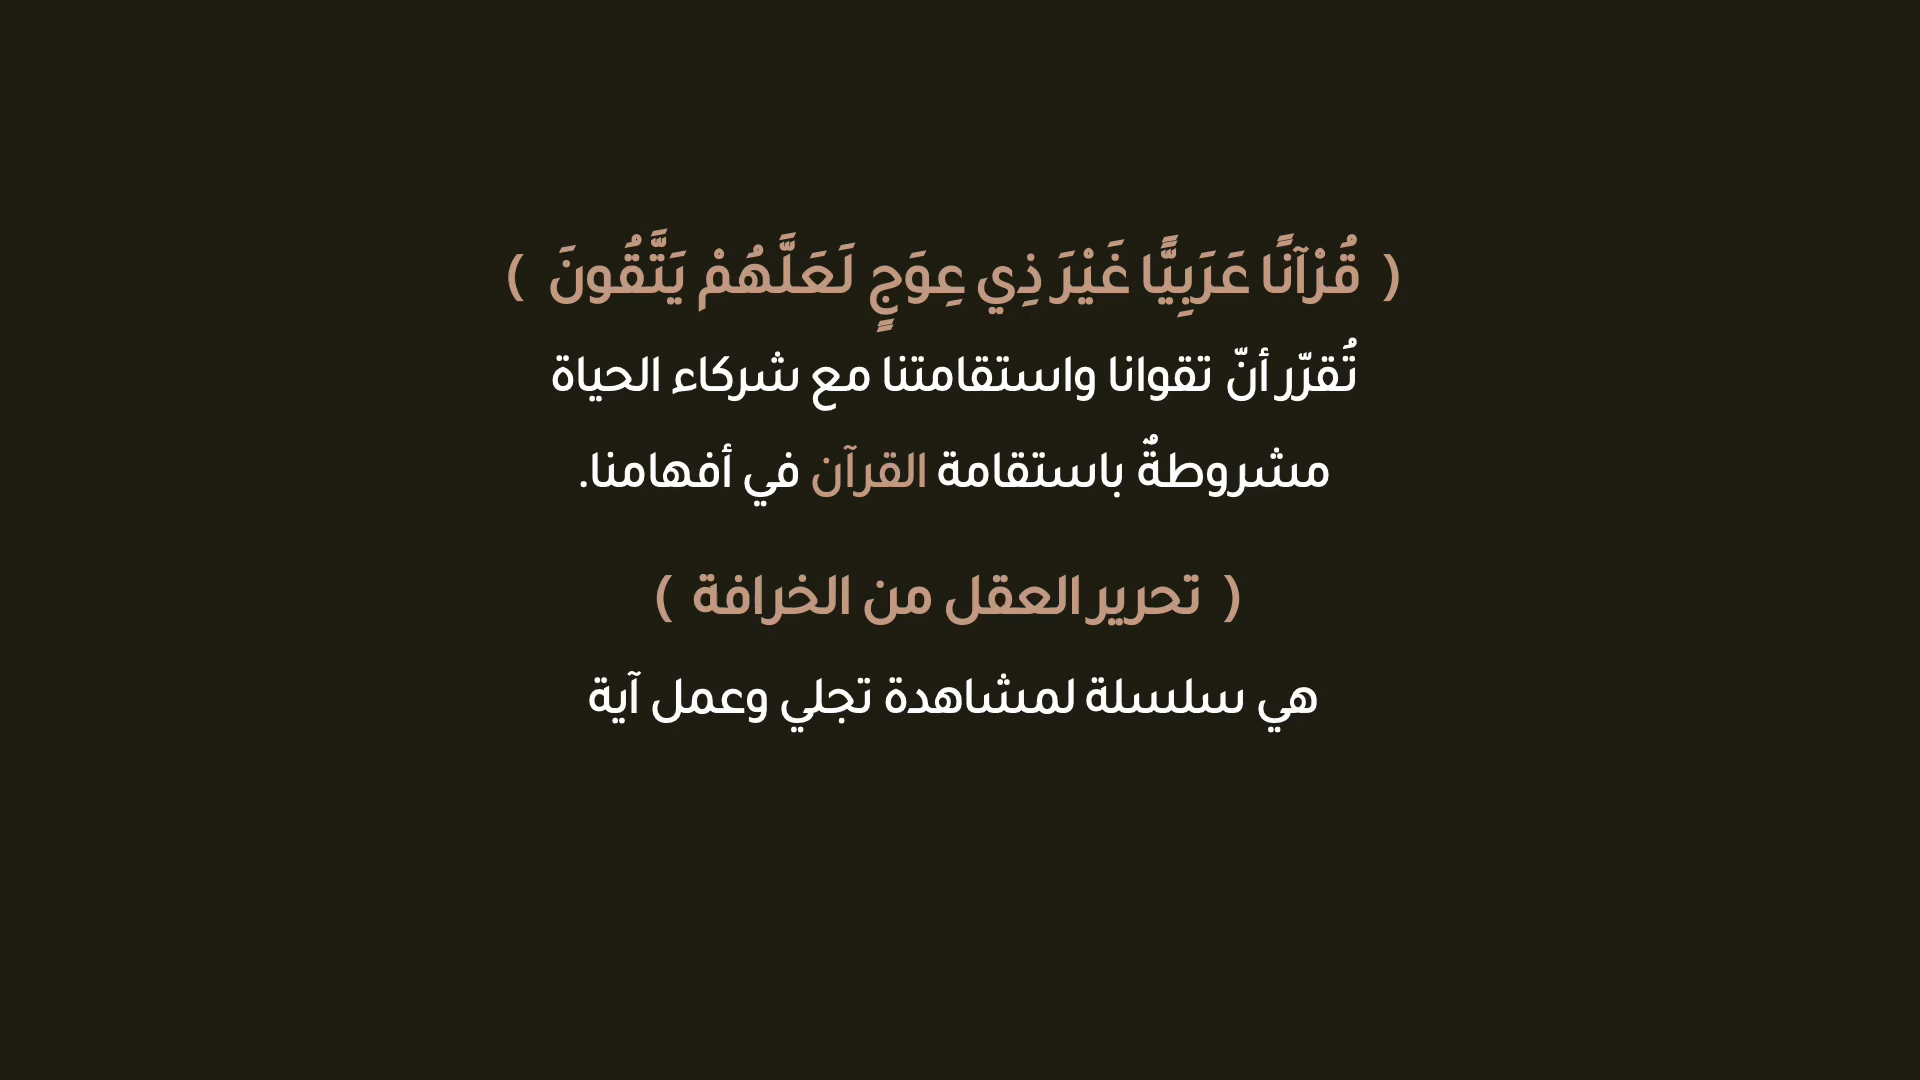 ( قُرْآنًا عَرَبِيًّا غَيْرَ ذِي عِوَجٍ لَعَلَّهُمْ يَتَّقُونَ )
تُقرّر أنّ تقوانا واستقامتنا مع شركاء الحياة
مشروطةٌ باستقامة القرآن في أفهامنا.
( تحرير العقل من الخرافة )
هي سلسلة لمشاهدة تجلي وعمل آية